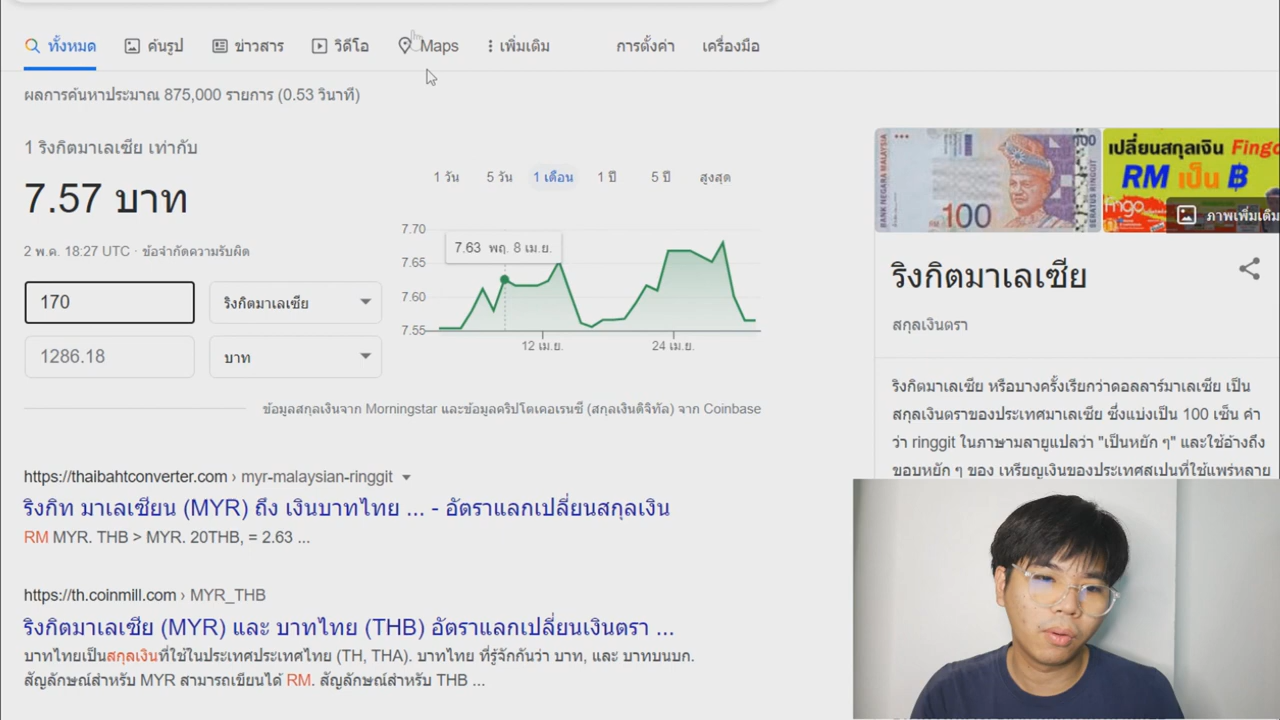 ทั้งหมด ค้นรูป ข่าวสาร วิดีโอ Maps เพิ่มเติม การตั้งค่า เครื่องมือ
ผลการค้นหาประมาณ 875,000 รายการ (0.53 วินาที)
1 ริงกิตมาเลเซีย เท่ากับ
7.57 บาท
2 พ.ค. 18:27 UTC · ข้อจำกัดความรับผิด
170 ริงกิตมาเลเซีย
1286.18 บาท
1 วัน 5 วัน 1 เดือน 1 ปี 5 ปี สูงสุด
7.70
7.65
7.60
7.55
7.63 พฤ. 8 เม.ย.
12 เม.ย. 24 เม.ย.
ข้อมูลสกุลเงินจาก Morningstar และข้อมูลคริปโตเคอเรนซี (สกุลเงินดิจิทัล) จาก Coinbase
https://thaibahtconverter.com › myr-malaysian-ringgit
ริงกิท มาเลเซียน (MYR) ถึง เงินบาทไทย ... - อัตราแลกเปลี่ยนสกุลเงิน
RM MYR. THB > MYR. 20THB, = 2.63 ...
https://th.coinmill.com › MYR_THB
ริงกิตมาเลเซีย (MYR) และ บาทไทย (THB) อัตราแลกเปลี่ยนเงินตรา ...
บาทไทยเป็นสกุลเงินที่ใช้ในประเทศประเทศไทย (TH, THA). บาทไทย ที่รู้จักกันว่า บาท, และ บาทบนบก.
สัญลักษณ์สำหรับ MYR สามารถเขียนได้ RM. สัญลักษณ์สำหรับ THB ...
BANK NEGARA MALAYSIA
100
SERATUS RINGGIT
เปลี่ยนสกุลเงิน
RM เป็น ฿
ภาพเพิ่มเติม
ริงกิตมาเลเซีย
สกุลเงินตรา
ริงกิตมาเลเซีย หรือบางครั้งเรียกว่าดอลลาร์มาเลเซีย เป็น
สกุลเงินตราของประเทศมาเลเซีย ซึ่งแบ่งเป็น 100 เซ็น คำ
ว่า ringgit ในภาษามลายูแปลว่า "เป็นหยัก ๆ" และใช้อ้างถึง
ขอบหยัก ๆ ของ เหรียญเงินของประเทศสเปนที่ใช้แพร่หลาย